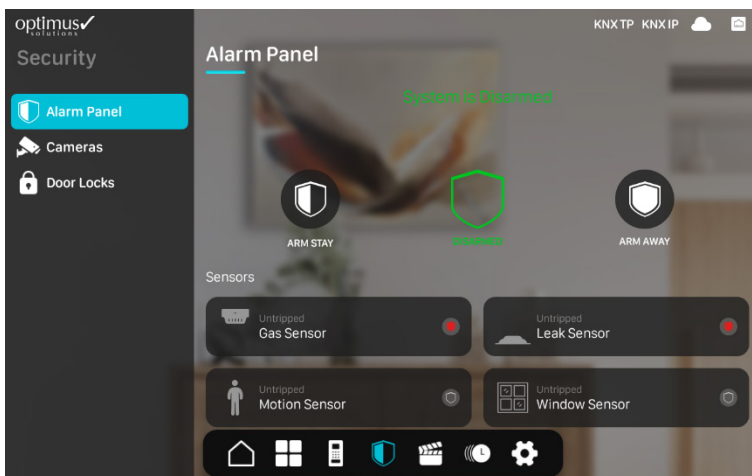 optimus
solutions
KNX TP KNX IP
Security
Alarm Panel
Alarm Panel
Cameras
Door Locks
System is Disarmed
ARM STAY
DISARMED
ARM AWAY
Sensors
Untripped
Gas Sensor
Untripped
Leak Sensor
Untripped
Motion Sensor
Untripped
Window Sensor